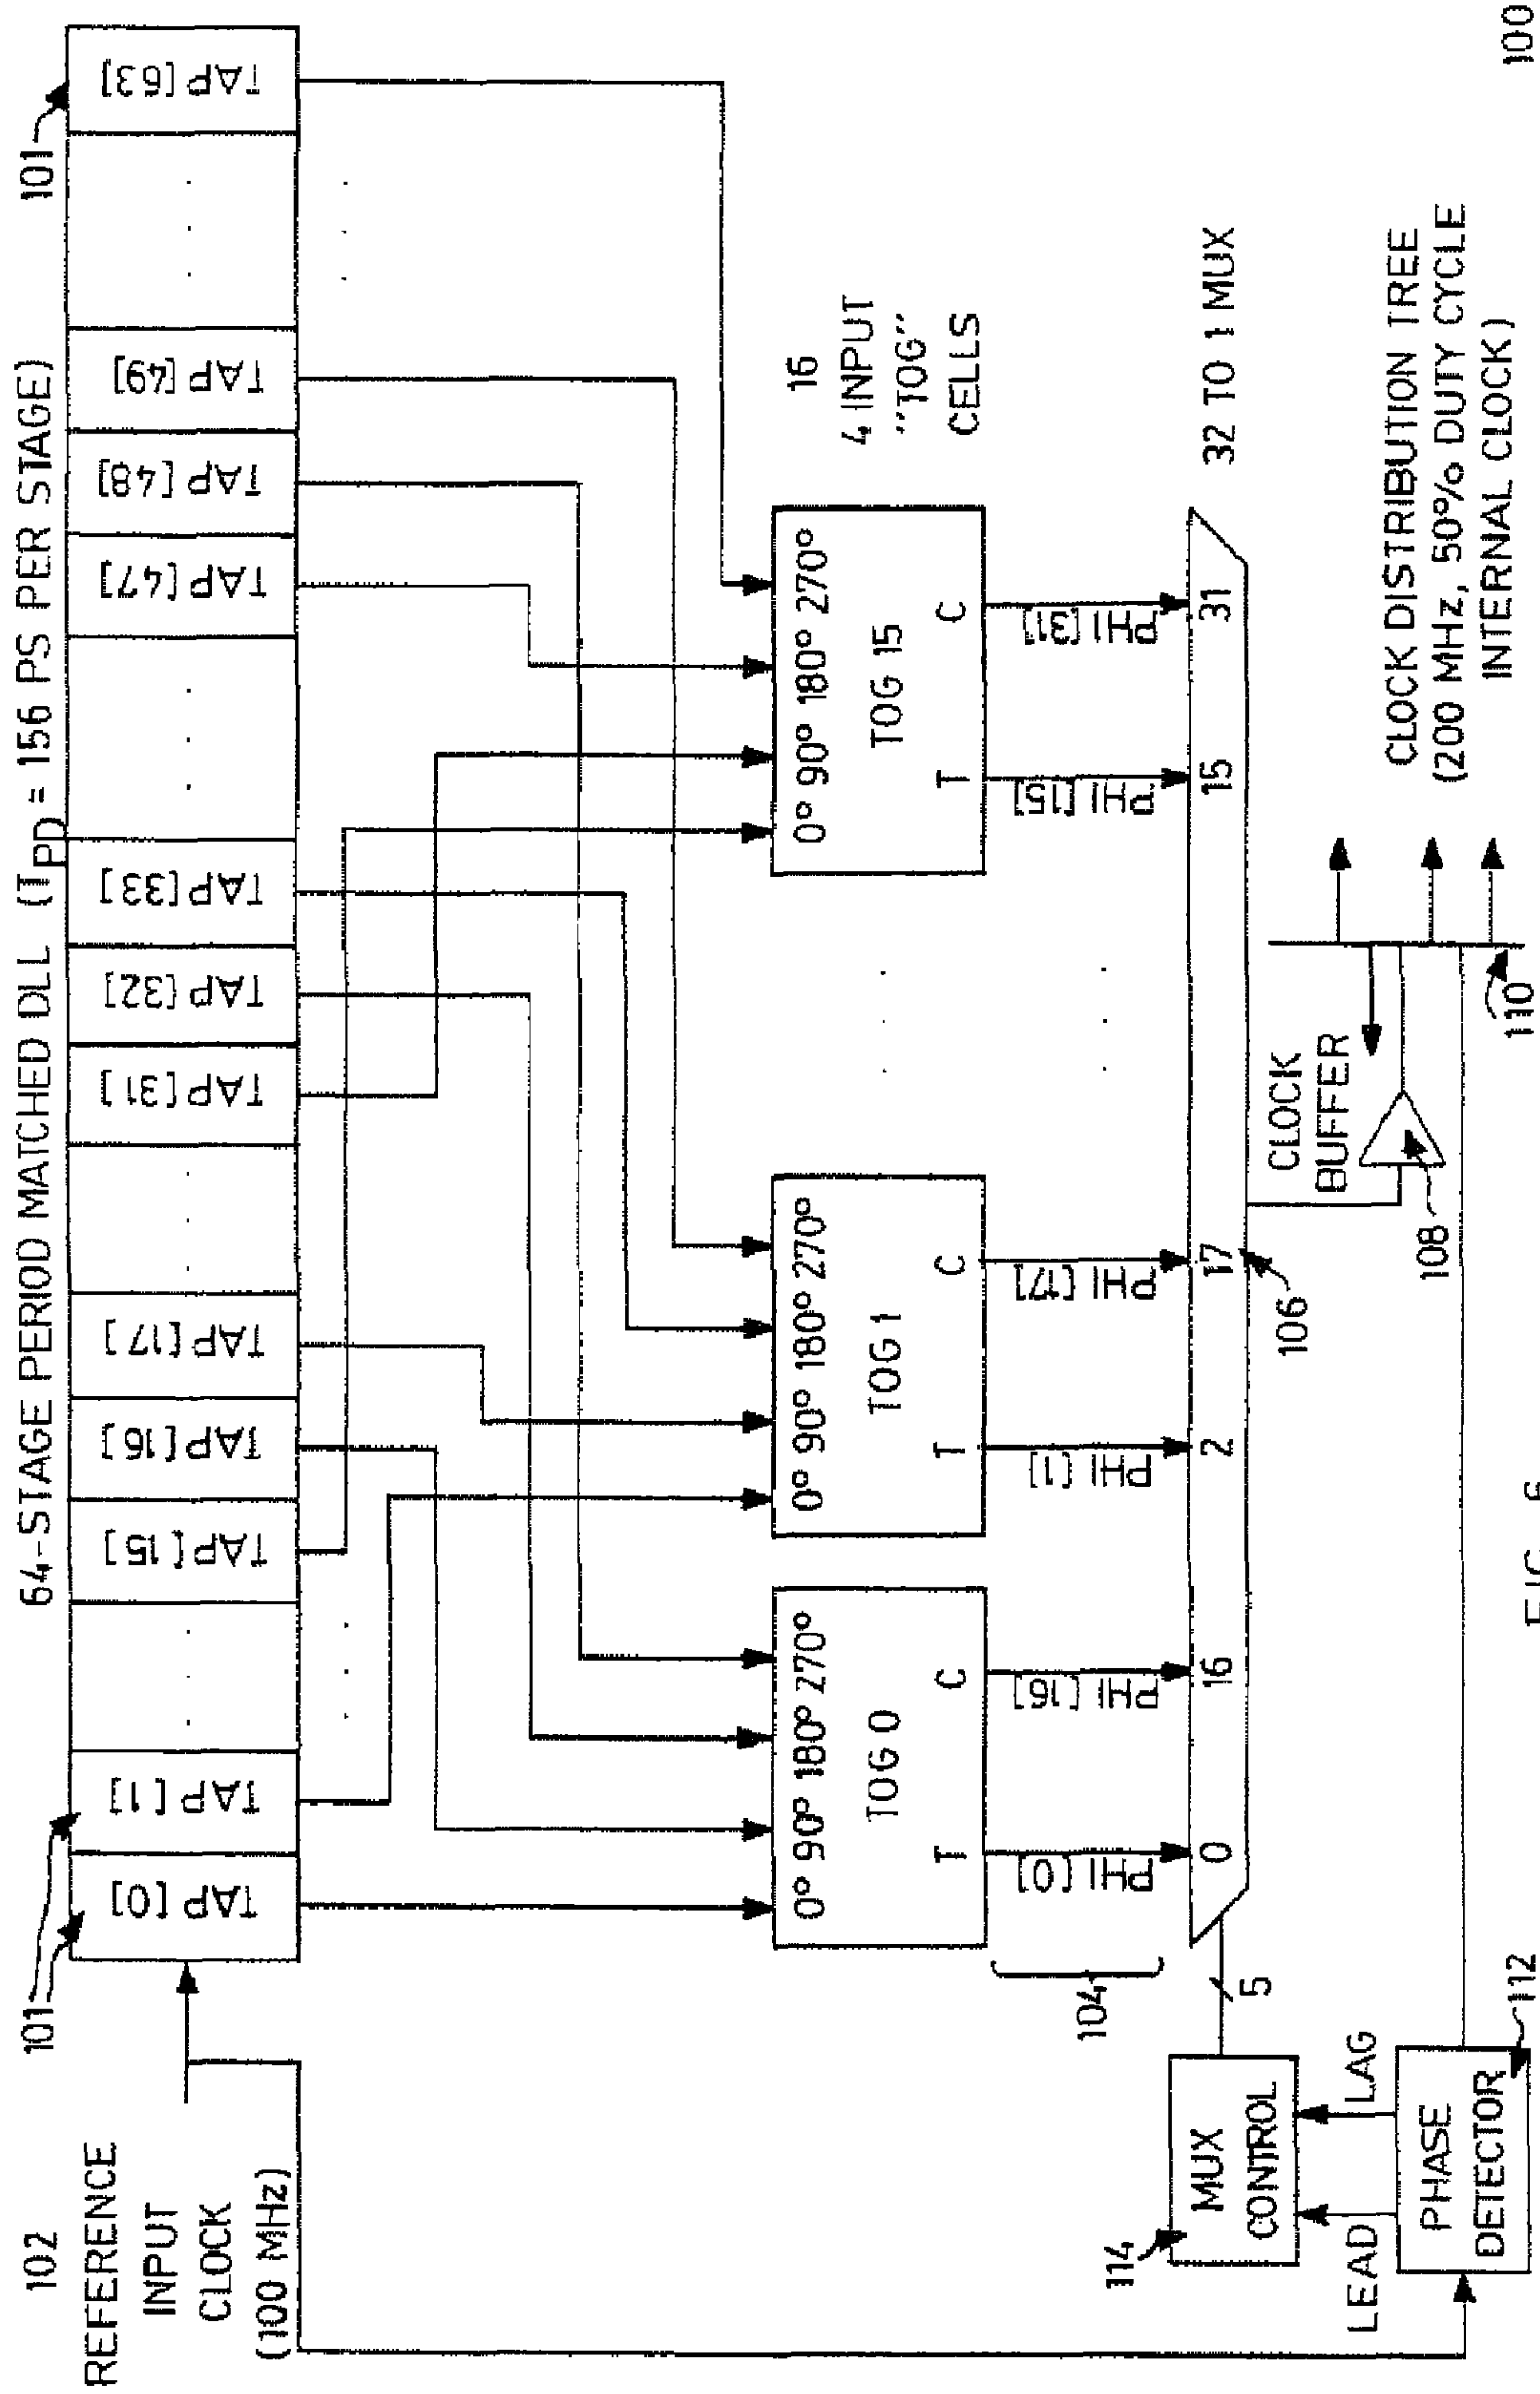 64-STAGE PERIOD MATCHED DLL (TPD = 156 PS PER STAGE)
101
101
TAP [0]
TAP [1]
TAP [15]
TAP [16]
TAP [17]
TAP [31]
TAP [32]
TAP [33]
TAP [47]
TAP [48]
TAP [49]
TAP [63]
102
REFERENCE
INPUT
CLOCK
(100 MHz)
0° 90° 180° 270°
TOG 0
T C
0° 90° 180° 270°
TOG 1
T C
0° 90° 180° 270°
TOG 15
T C
16
4 INPUT
"TOG"
CELLS
104
PHI [0]
PHI [16]
PHI [1]
PHI [17]
PHI [15]
PHI [31]
0 16 2 17 15 31
32 TO 1 MUX
5
106
114
MUX
CONTROL
LEAD
LAG
PHASE
DETECTOR
112
CLOCK
BUFFER
108
110
CLOCK DISTRIBUTION TREE
(200 MHz, 50% DUTY CYCLE
INTERNAL CLOCK)
100